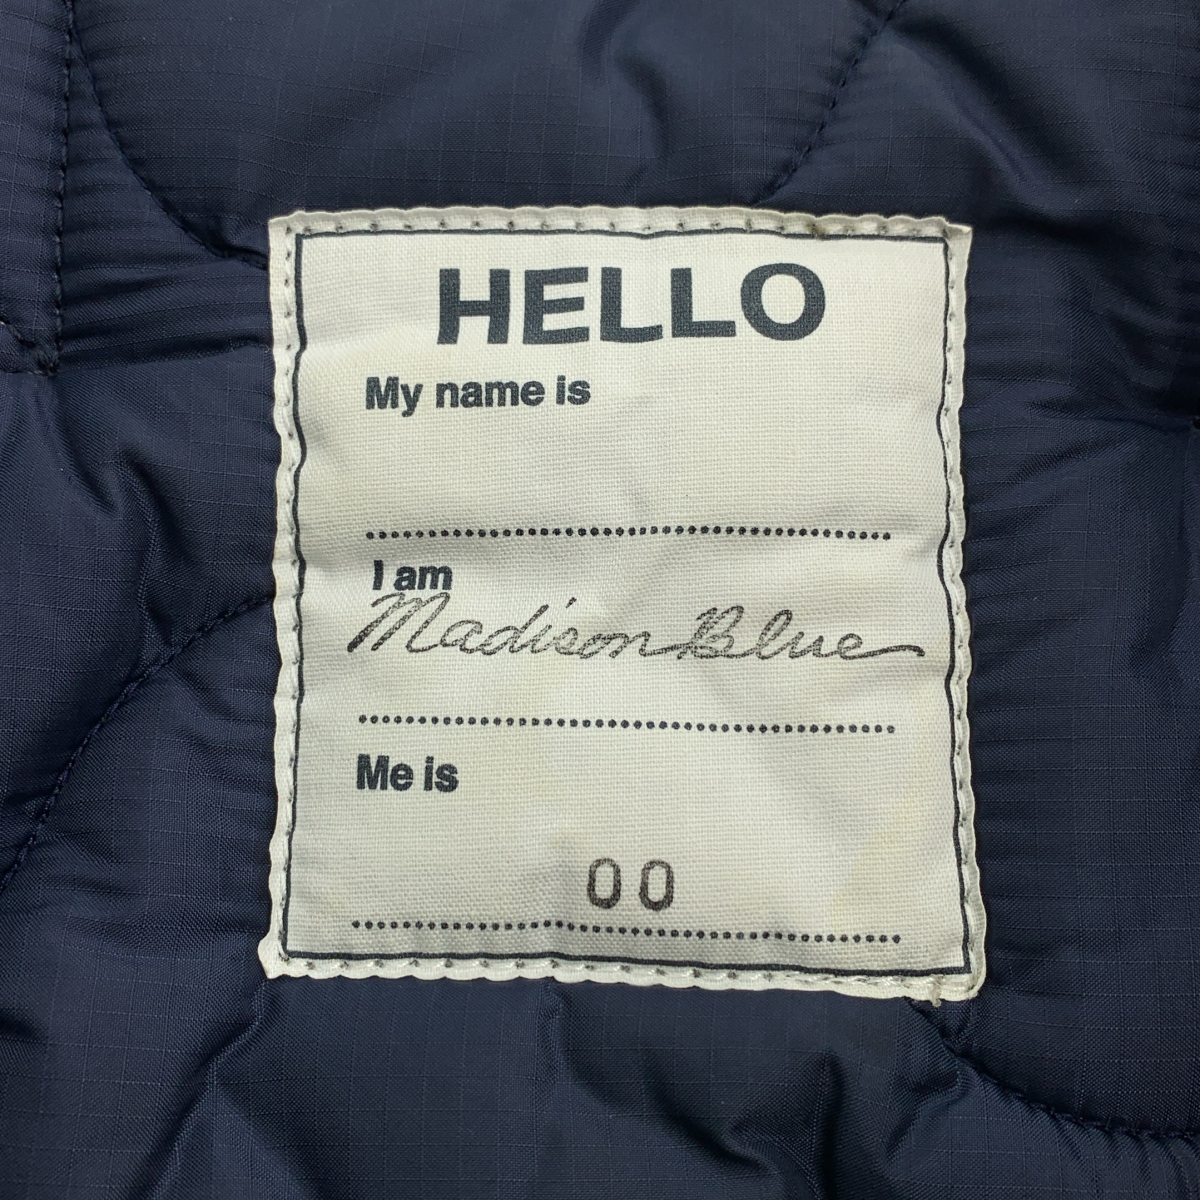 HELLO
My name is
I am
Madison Blue
Me is
00